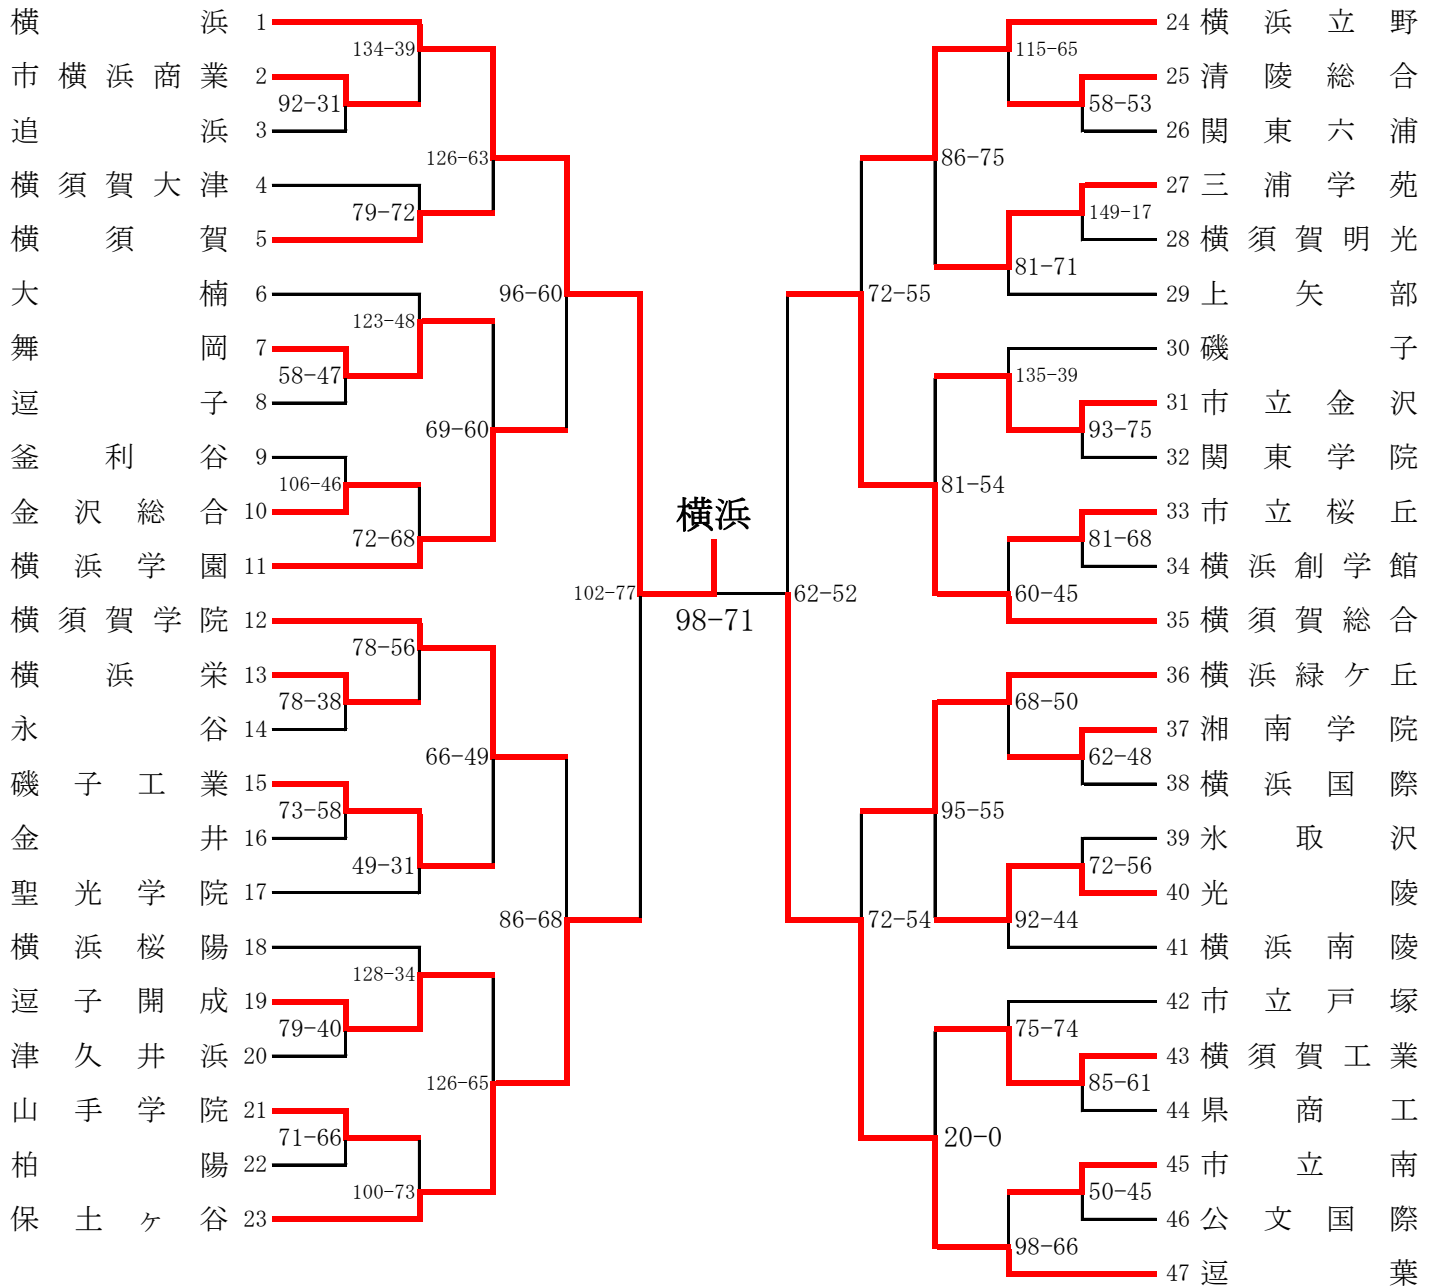 横浜 1
134-39
市横浜商業 2
92-31
追浜 3
126-63
横須賀大津 4
79-72
横須賀 5
96-60
大楠 6
123-48
舞岡 7
58-47
逗子 8
69-60
釜利谷 9
106-46
金沢総合 10
72-68
横浜学園 11
102-77
横須賀学院 12
78-56
横浜栄 13
78-38
永谷 14
66-49
磯子工業 15
73-58
金井 16
49-31
聖光学院 17
86-68
横浜桜陽 18
128-34
逗子開成 19
79-40
津久井浜 20
126-65
山手学院 21
71-66
柏陽 22
100-73
保土ヶ谷 23
横浜
98-71
24 横浜立野
115-65
25 清陵総合
58-53
26 関東六浦
86-75
27 三浦学苑
149-17
28 横須賀明光
81-71
29 上矢部
72-55
30 磯子
135-39
31 市立金沢
93-75
32 関東学院
81-54
33 市立桜丘
81-68
34 横浜創学館
60-45
35 横須賀総合
62-52
36 横浜緑ケ丘
68-50
37 湘南学院
62-48
38 横浜国際
95-55
39 氷取沢
72-56
40 光陵
92-44
41 横浜南陵
72-54
42 市立戸塚
75-74
43 横須賀工業
85-61
44 県商工
20-0
45 市立南
50-45
46 公文国際
98-66
47 逗葉